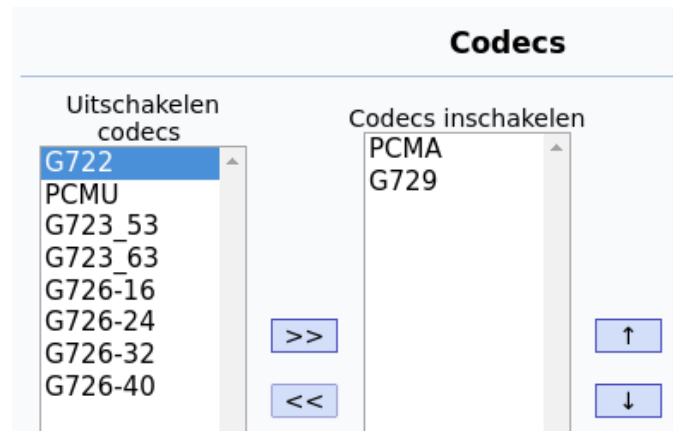 Codecs
Uitschakelen
codecs
Codecs inschakelen
G722
PCMU
G723_53
G723_63
G726-16
G726-24
G726-32
G726-40
>>
<<
PCMA
G729
↑
↓